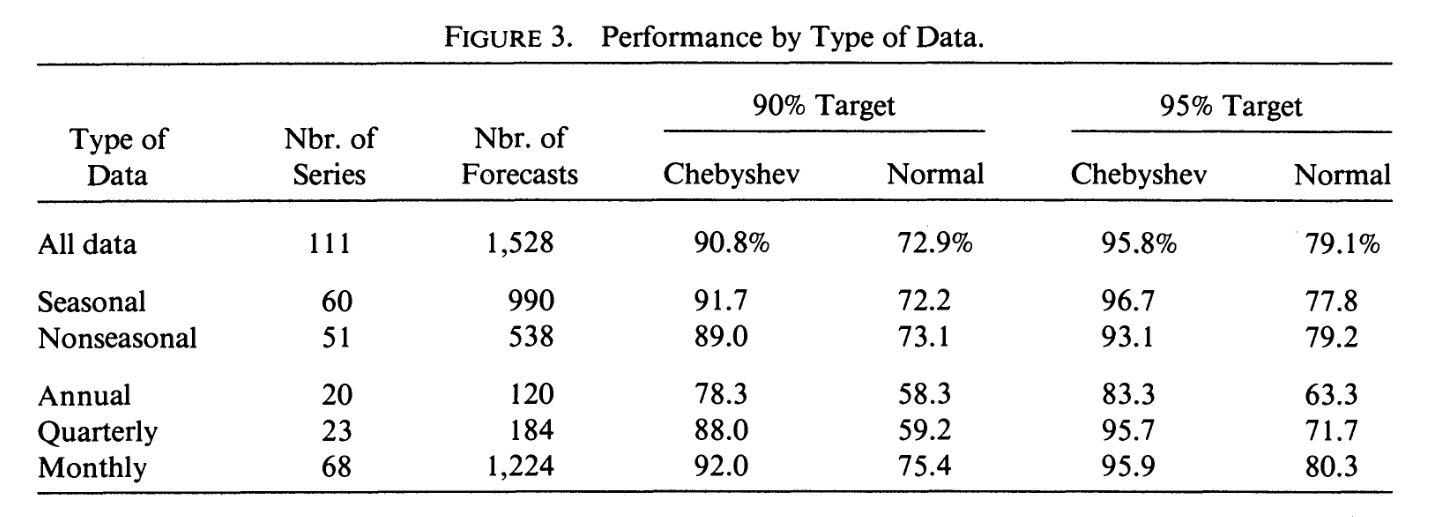 FIGURE 3. Performance by Type of Data.
90% Target 95% Target
Type of Nbr. of Nbr. of
Data Series Forecasts Chebyshev Normal Chebyshev Normal
All data 111 1,528 90.8% 72.9% 95.8% 79.1%
Seasonal 60 990 91.7 72.2 96.7 77.8
Nonseasonal 51 538 89.0 73.1 93.1 79.2
Annual 20 120 78.3 58.3 83.3 63.3
Quarterly 23 184 88.0 59.2 95.7 71.7
Monthly 68 1,224 92.0 75.4 95.9 80.3